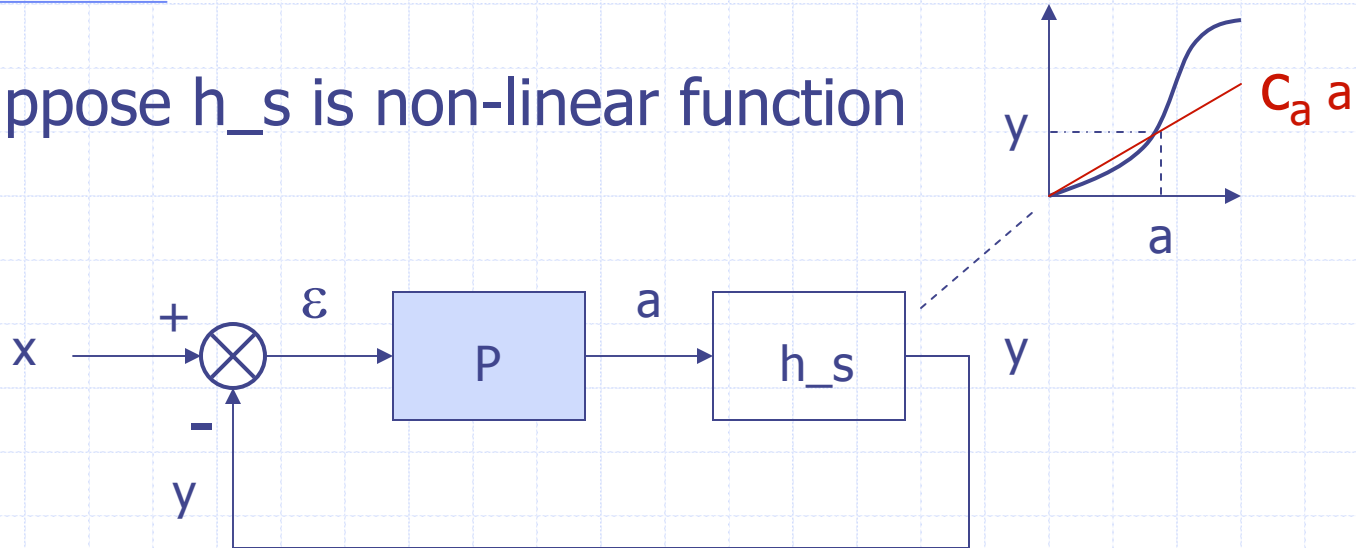 ppose h_s is non-linear function
y
cₐ a
a
+
ε
a
x
P
h_s
y
-
y